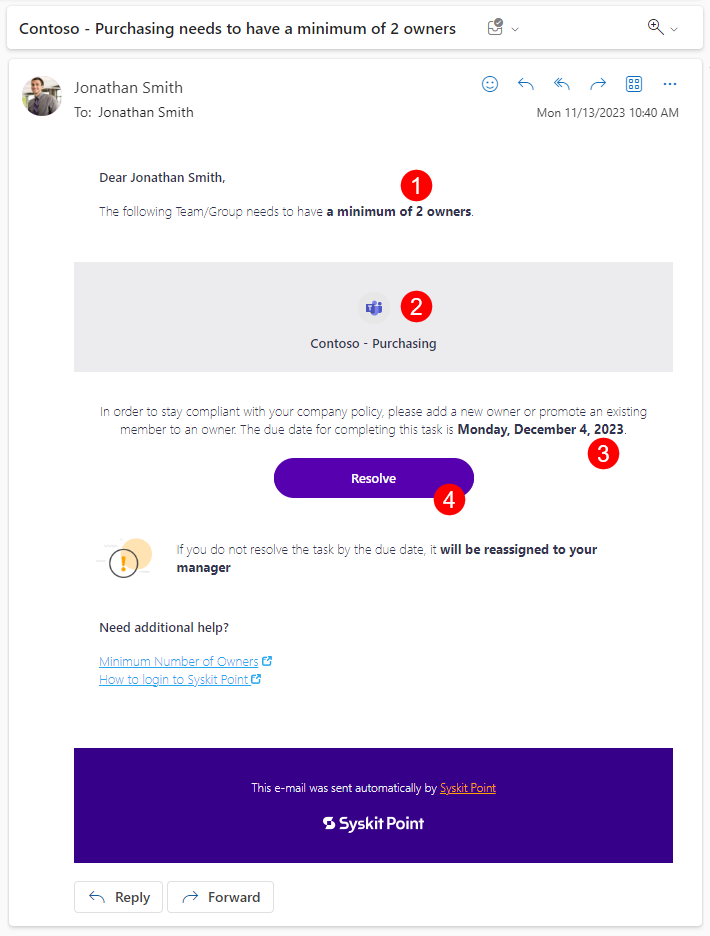 Contoso - Purchasing needs to have a minimum of 2 owners
Jonathan Smith
To: Jonathan Smith
Mon 11/13/2023 10:40 AM
Dear Jonathan Smith,
1
The following Team/Group needs to have a minimum of 2 owners.
2
Contoso - Purchasing
In order to stay compliant with your company policy, please add a new owner or promote an existing
member to an owner. The due date for completing this task is Monday, December 4, 2023.
3
Resolve
4
If you do not resolve the task by the due date, it will be reassigned to your
manager
Need additional help?
Minimum Number of Owners
How to login to Syskit Point
This e-mail was sent automatically by Syskit Point
Syskit Point
Reply
Forward